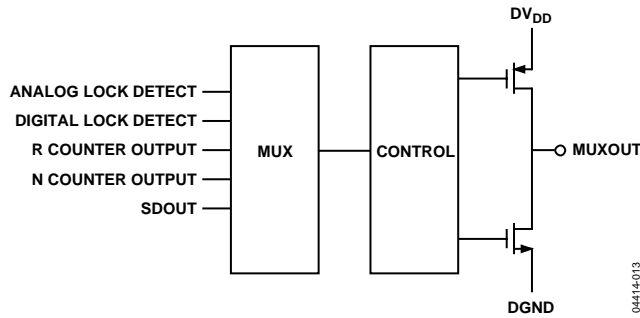 DVDD
ANALOG LOCK DETECT
DIGITAL LOCK DETECT
R COUNTER OUTPUT
N COUNTER OUTPUT
SDOUT
MUX
CONTROL
MUXOUT
DGND
04414-013